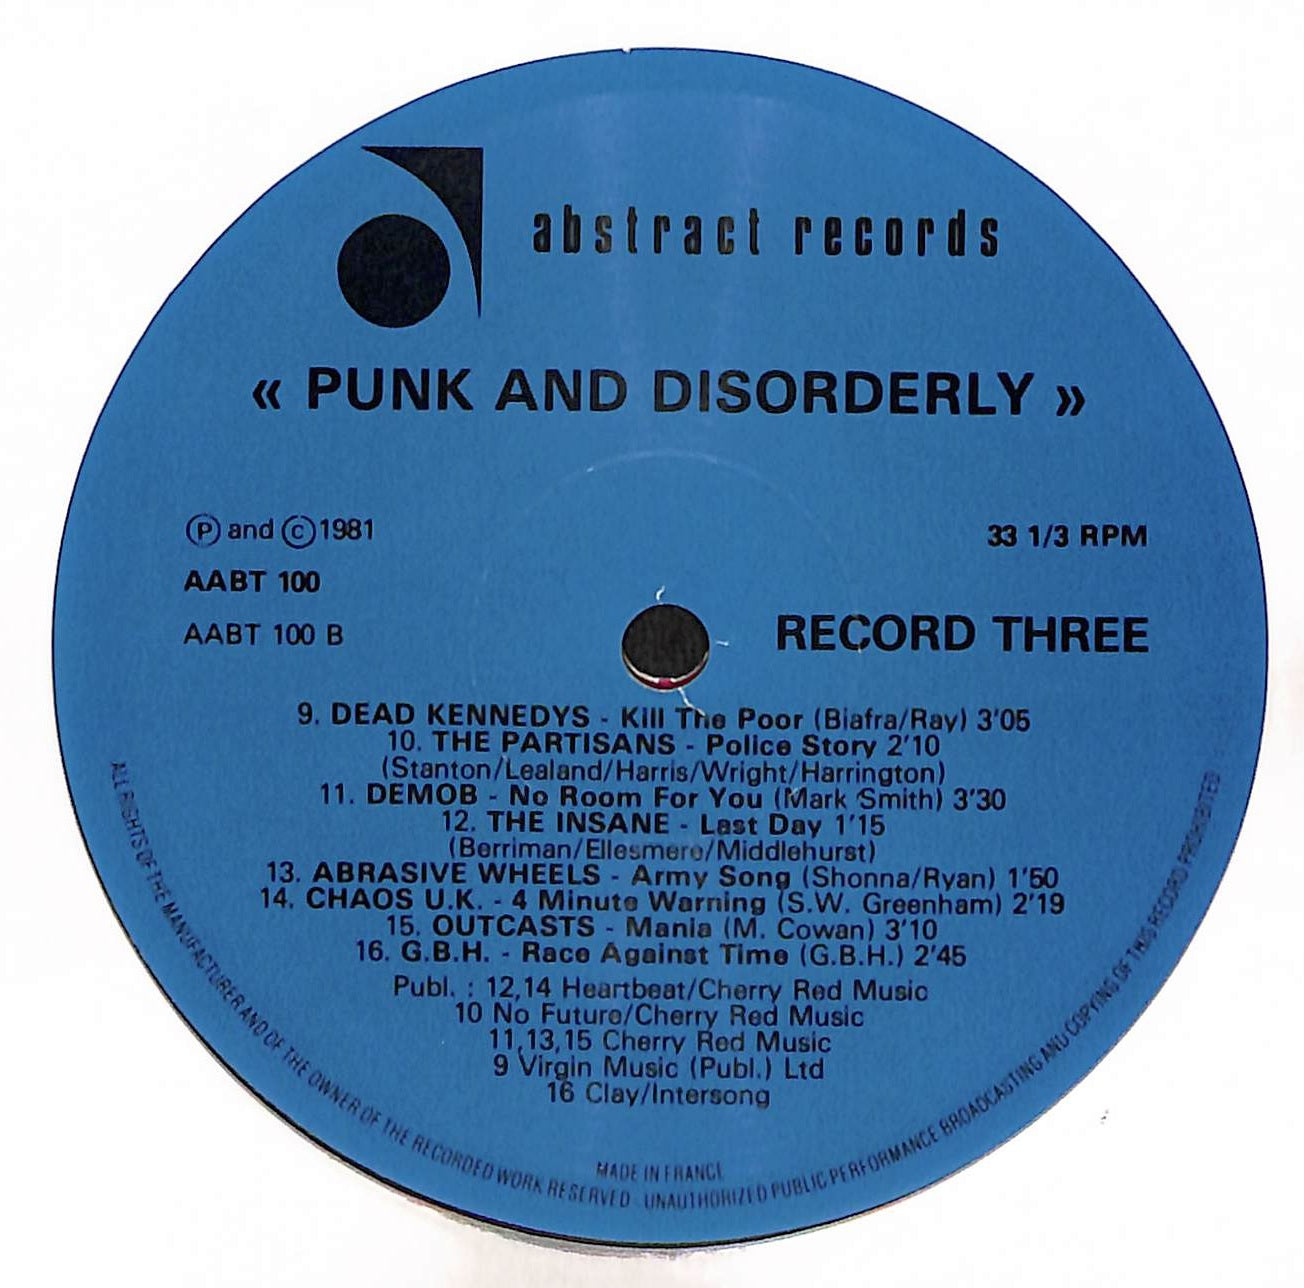 abstract records
« PUNK AND DISORDERLY »
Ⓟ and Ⓒ 1981
33 1/3 RPM
AABT 100
AABT 100 B
RECORD THREE
9. DEAD KENNEDYS - Kill The Poor (Biafra/Ray) 3'05
10. THE PARTISANS - Police Story 2'10
(Stanton/Lealand/Harris/Wright/Harrington)
11. DEMOB - No Room For You (Mark Smith) 3'30
12. THE INSANE - Last Day 1'15
(Berriman/Ellesmere/Middlehurst)
13. ABRASIVE WHEELS - Army Song (Shonna/Ryan) 1'50
14. CHAOS U.K. - 4 Minute Warning (S.W. Greenham) 2'19
15. OUTCASTS - Mania (M. Cowan) 3'10
16. G.B.H. - Race Against Time (G.B.H.) 2'45
Publ. : 12,14 Heartbeat/Cherry Red Music
10 No Future/Cherry Red Music
11,13,15 Cherry Red Music
9 Virgin Music (Publ.) Ltd
16 Clay/Intersong
MADE IN FRANCE
ALL RIGHTS OF THE MANUFACTURER AND OF THE OWNER OF THE RECORDED WORK RESERVED - UNAUTHORIZED PUBLIC PERFORMANCE BROADCASTING AND COPYING OF THIS RECORD PROHIBITED